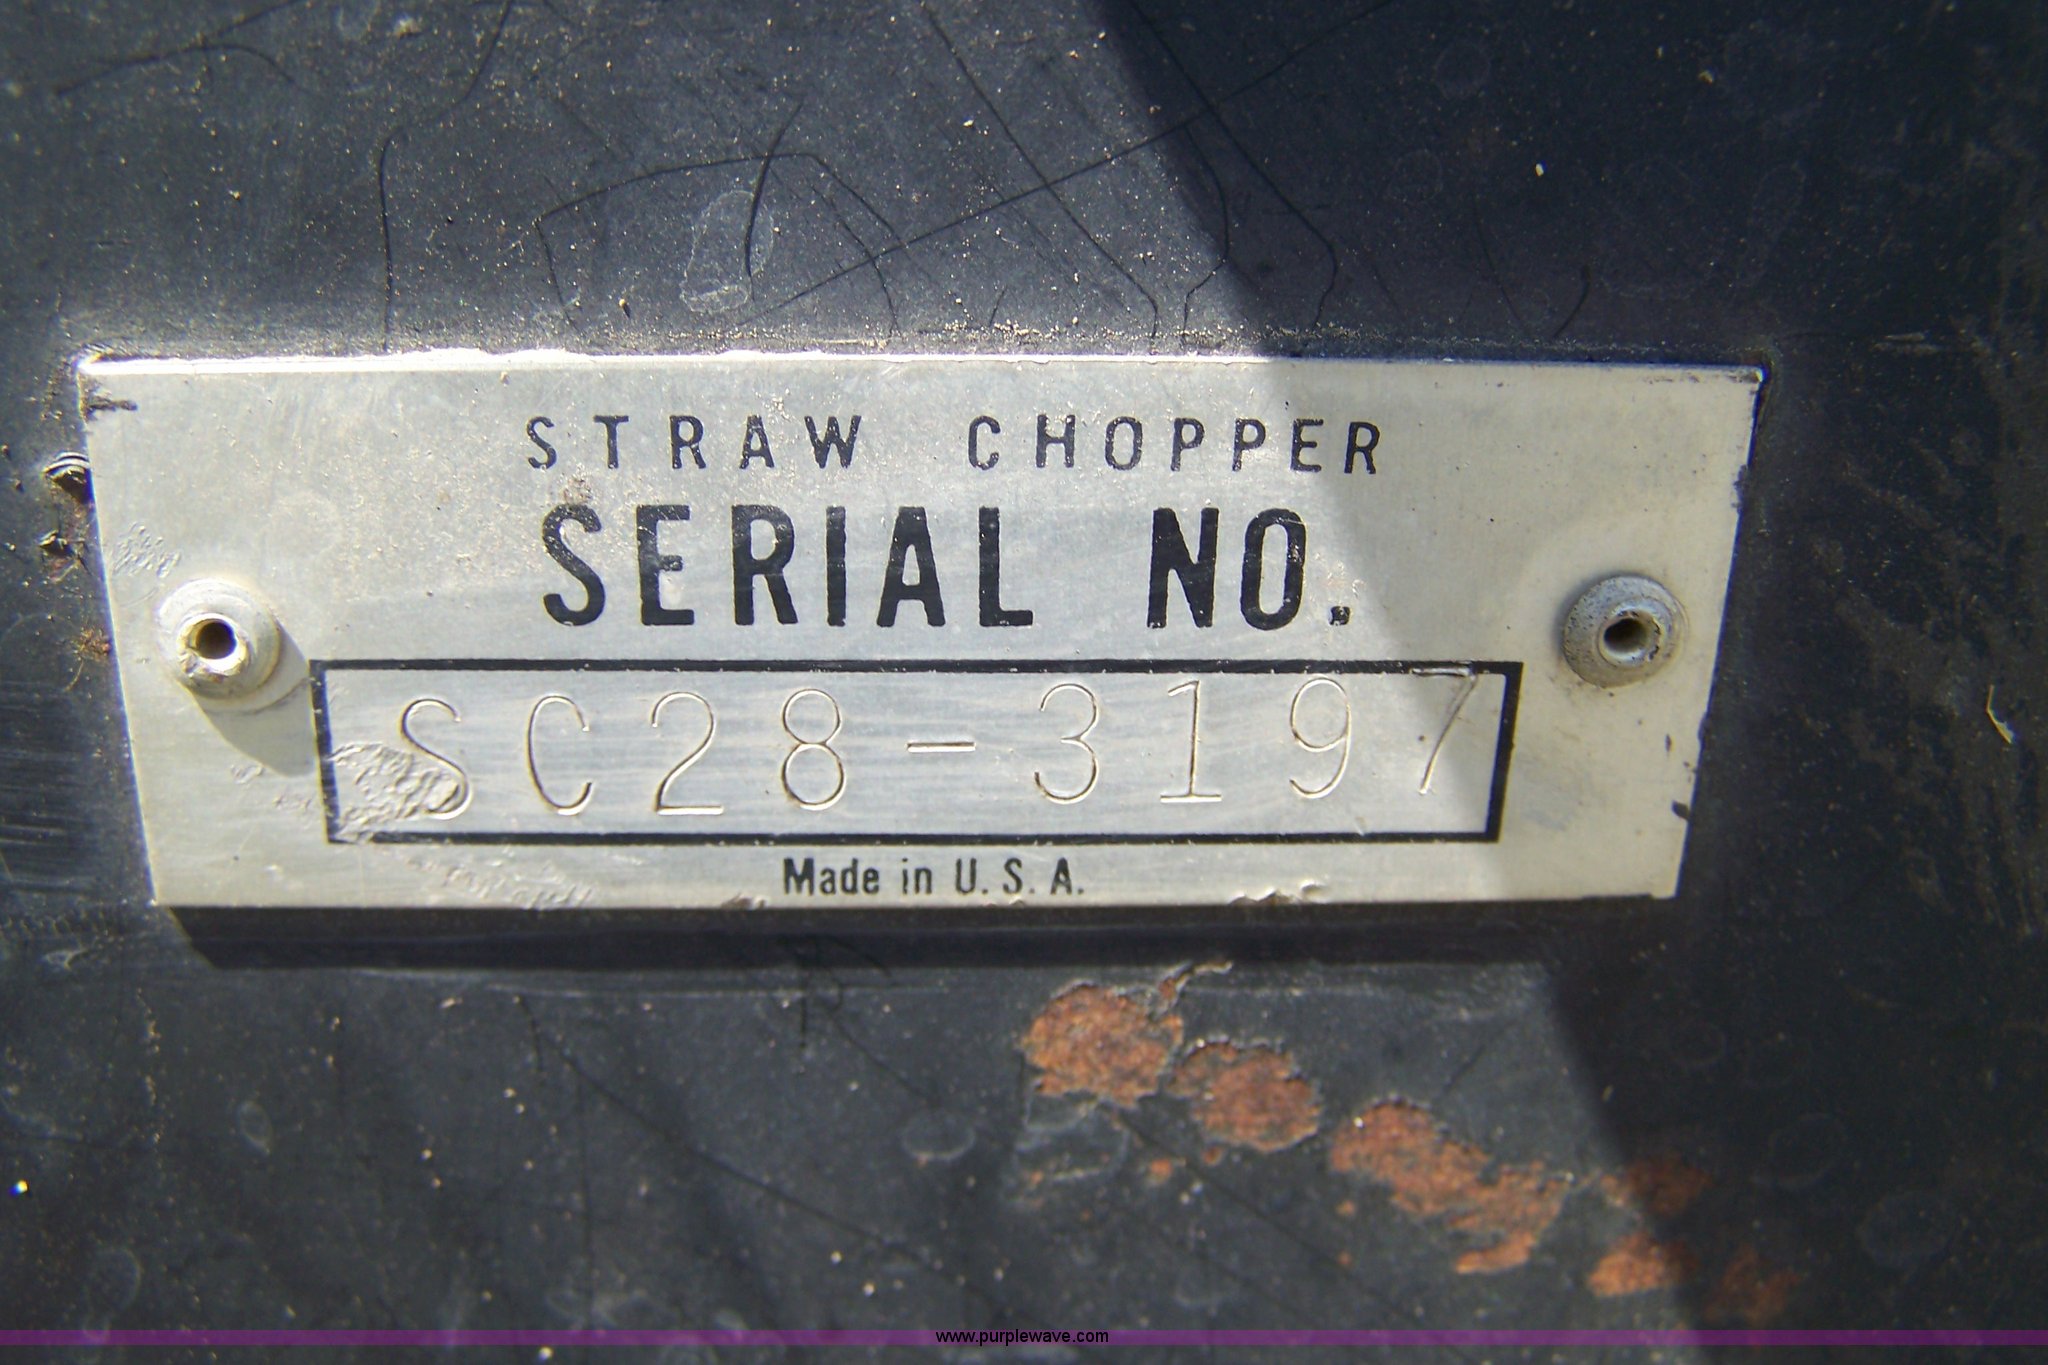 STRAW CHOPPER
SERIAL NO.
SC28-3197
Made in U.S.A.
www.purplewave.com